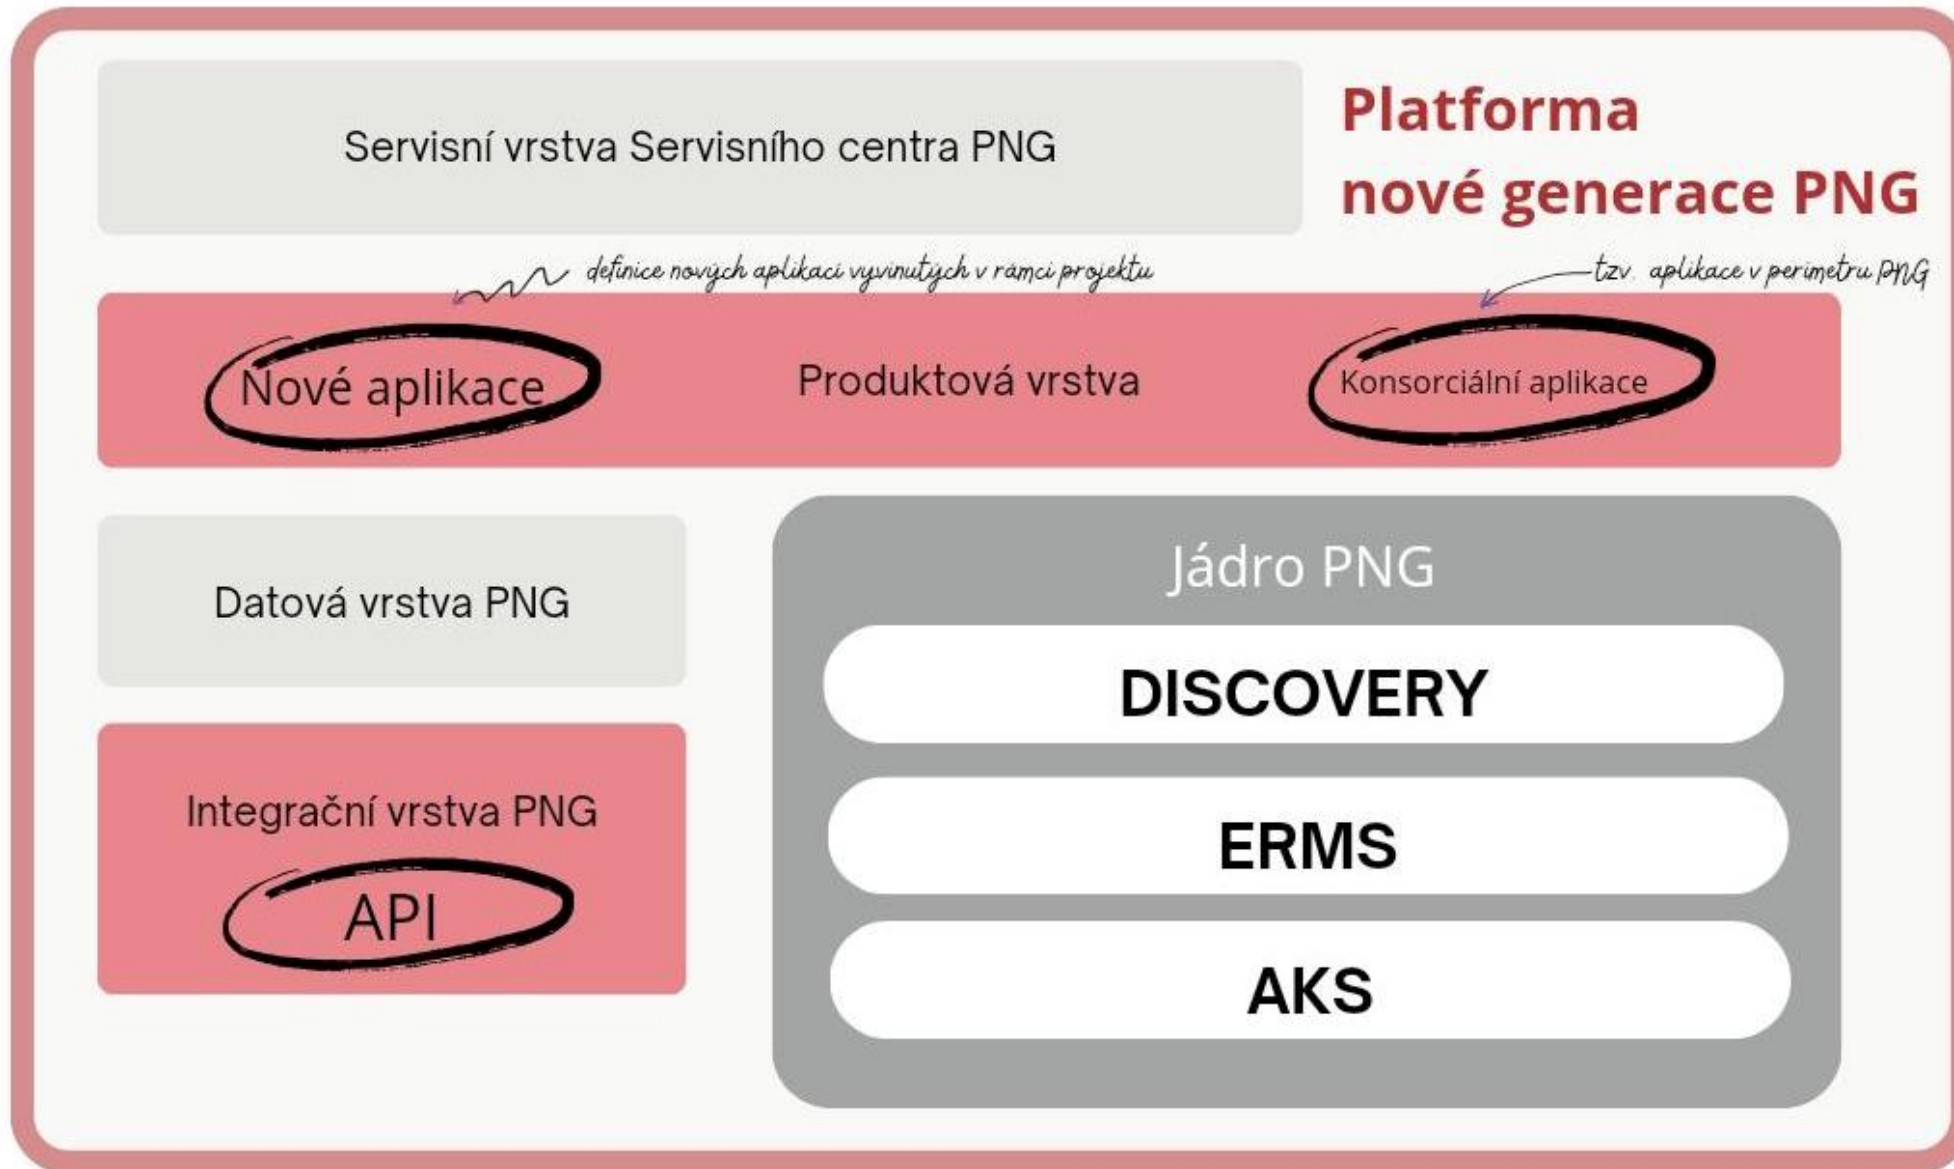 Servisní vrstva Servisního centra PNG
Platforma
nové generace PNG
definice nových aplikací vyvinutých v rámci projektu
tzv. aplikace v perimetru PNG
Nové aplikace
Produktová vrstva
Konsorciální aplikace
Datová vrstva PNG
Integrační vrstva PNG
API
Jádro PNG
DISCOVERY
ERMS
AKS